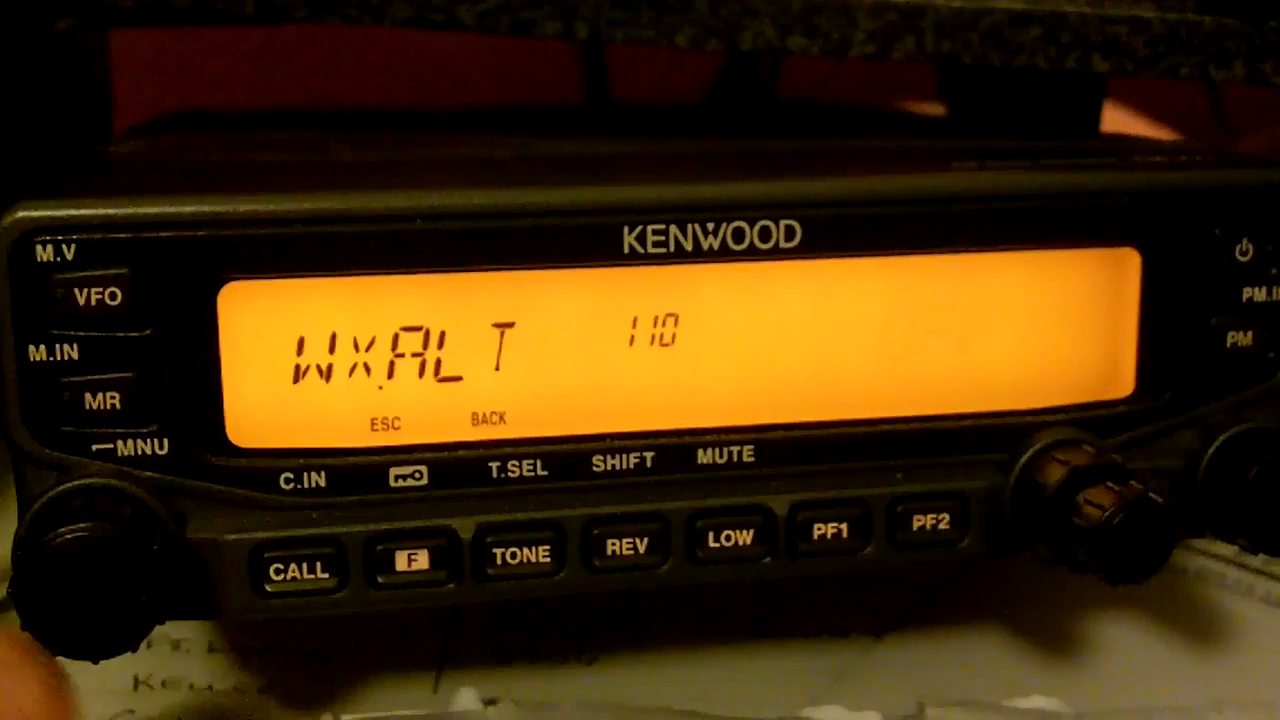 KENWOOD
M.V
VFO
M.IN
MR
MNU
WX.ALT 110
ESC BACK
PM.I
PM
C.IN T.SEL SHIFT MUTE
CALL F TONE REV LOW PF1 PF2